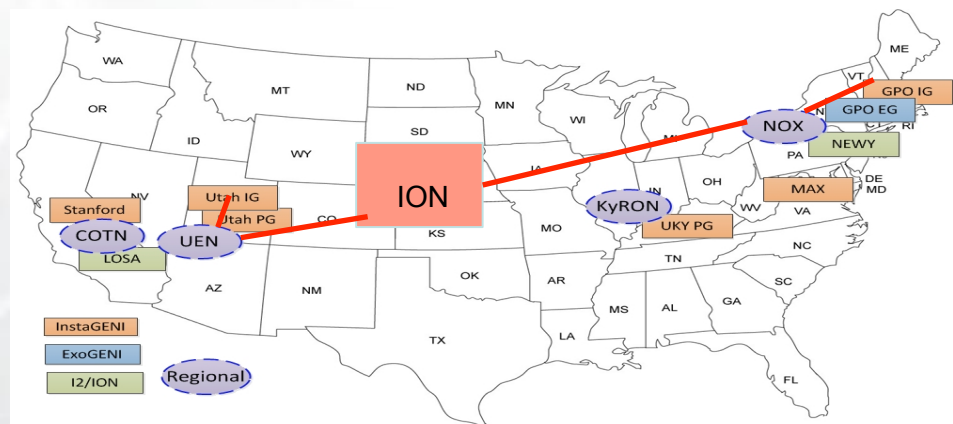 WA
ME
MT
ND
VT
GPO IG
OR
MN
GPO EG
ID
SD
WI
NOX
RI
WY
NEWY
IA
PA
NV
ION
OH
DE
MD
Utah IG
IN
MAX
Stanford
Utah PG
CO
KyRON
WV
VA
COTN
UEN
KS
MO
UKY PG
LOSA
NC
TN
OK
AZ
NM
AR
SC
MS
AL
GA
InstaGENI
TX
LA
ExoGENI
I2/ION
Regional
FL